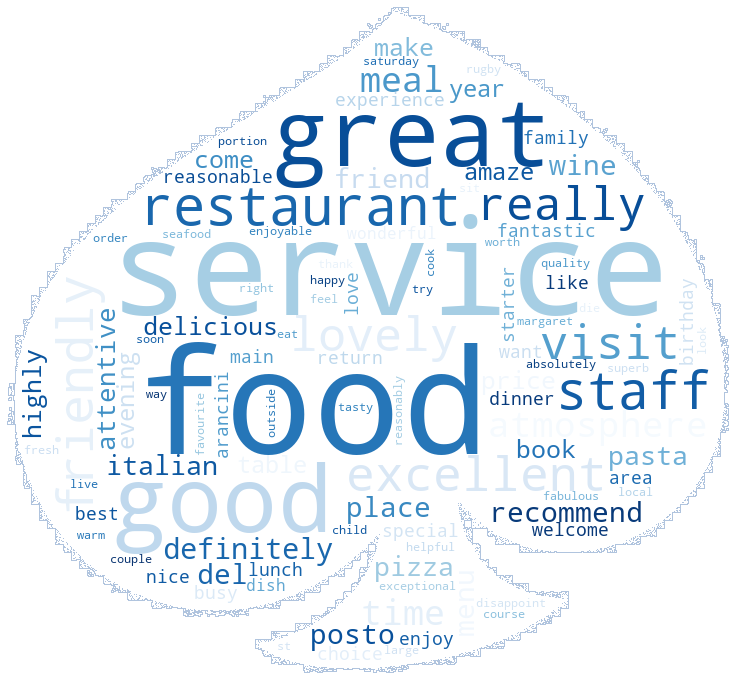 make
saturday
rugby
meal
year
experience
great
portion
family
come
reasonable
friend
amaze
wine
sit
restaurant
really
order
seafood
enjoyable
wonderful
fantastic
worth
service
thank
cook
quality
happy
right
feel
love
try
starter
like
birthday
friendly
attentive
delicious
soon
eat
lovely
margaret
die
visit
look
highly
evening
main
return
want
absolutely
superb
food
way
favourite
arancini
outside
tasty
reasonably
price
dinner
staff
atmosphere
fresh
italian
table
excellent
book
pasta
live
good
area
fabulous
local
best
place
recommend
warm
child
special
welcome
definitely
helpful
couple
nice
del
lunch
pizza
busy
dish
exceptional
time
menu
disappoint
course
posto
enjoy
st
choice
large